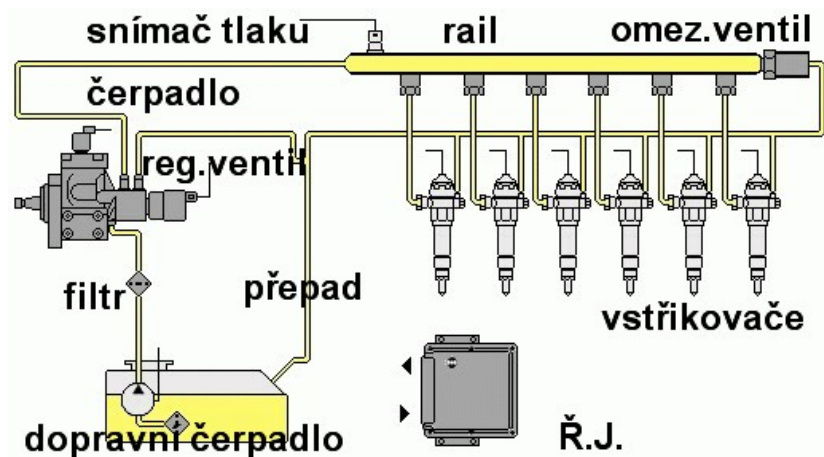 snímač tlaku rail omez.ventil
čerpadlo
reg.ventil
filtr
přepad
vstřikovače
dopravní čerpadlo
Ř.J.